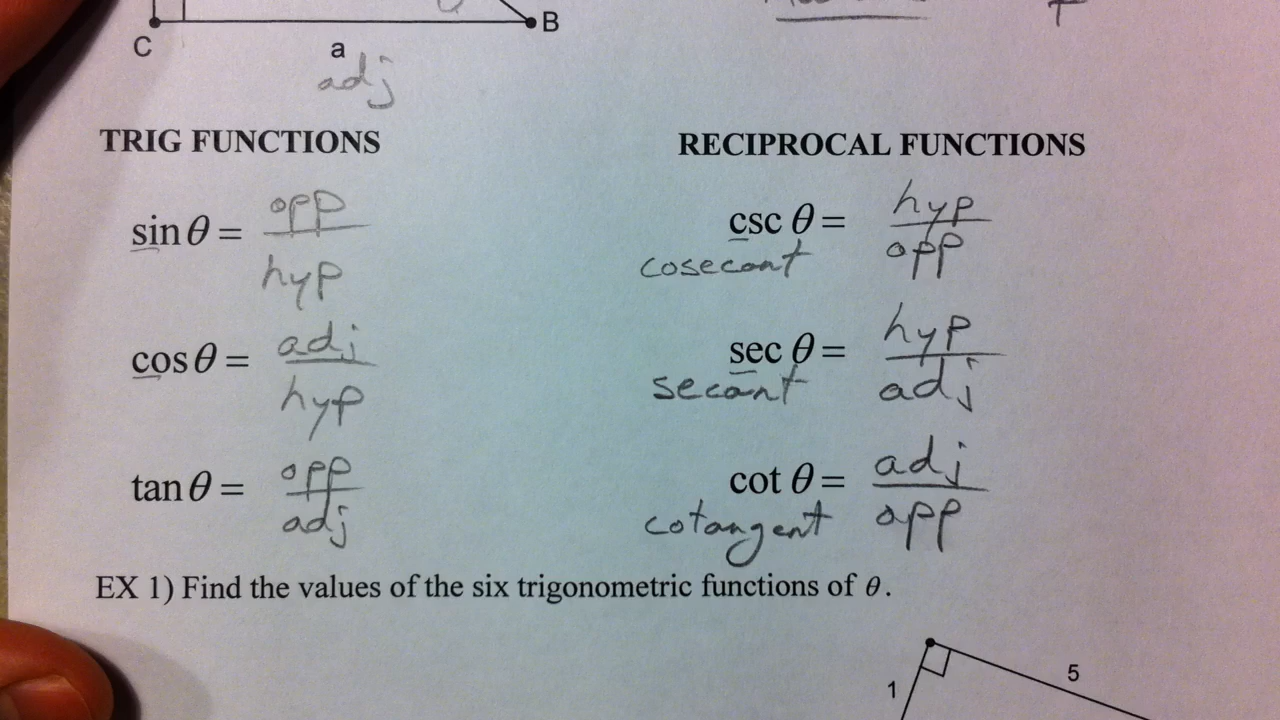 C
B
a
adj
TRIG FUNCTIONS
sin θ = opp/hyp
cos θ = adj/hyp
tan θ = opp/adj
RECIPROCAL FUNCTIONS
csc θ = hyp/opp
cosecant
sec θ = hyp/adj
secant
cot θ = adj/opp
cotangent
EX 1) Find the values of the six trigonometric functions of θ.
1
5